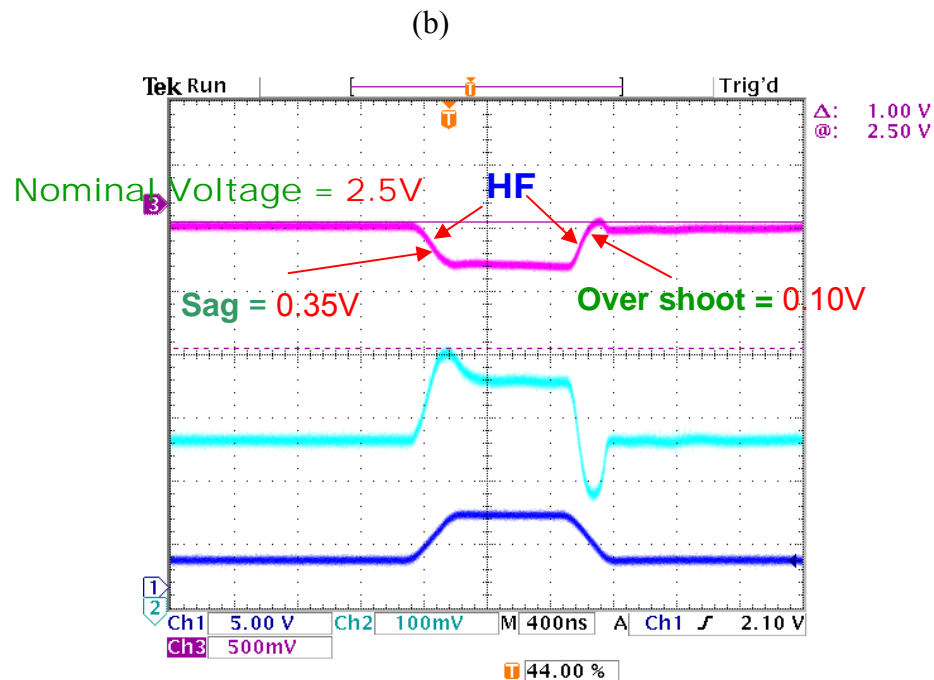 (b)
Tek Run
Trig'd
T
T
Δ: 1.00 V
@: 2.50 V
Nominal Voltage = 2.5V
HF
3
Sag = 0.35V
Over shoot = 0.10V
1
2
Ch1 5.00 V Ch2 100mV M 400ns A Ch1 ƒ 2.10 V
Ch3 500mV
T 44.00 %